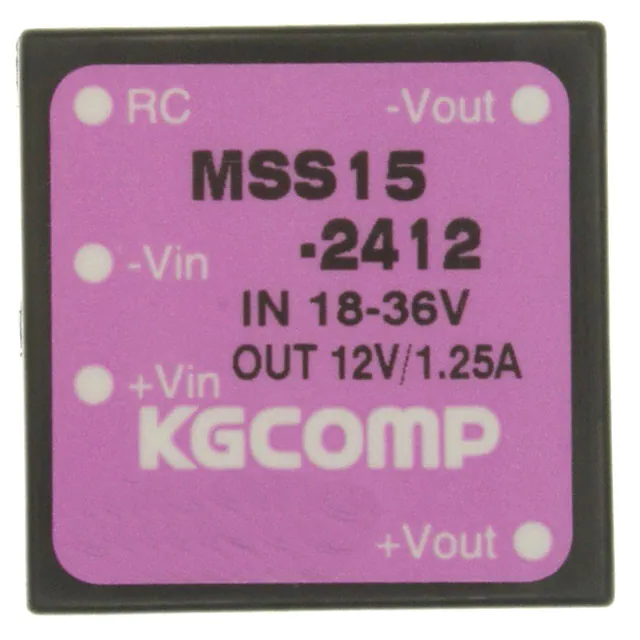 RC -Vout
MSS15
-2412
-Vin
IN 18-36V
OUT 12V/1.25A
+Vin
KGCOMP
+Vout